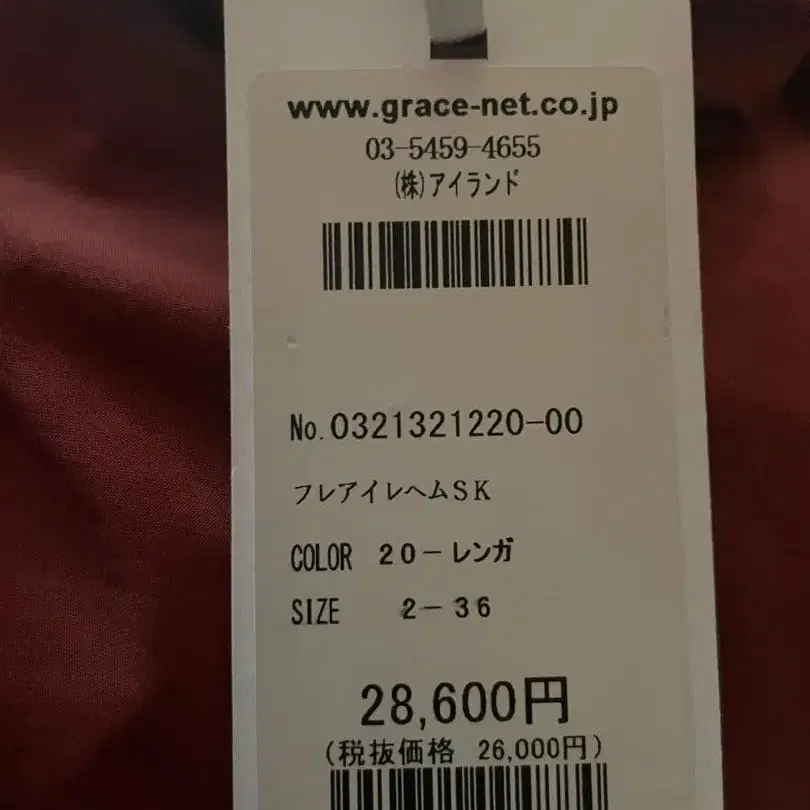 www.grace-net.co.jp
03-5459-4655
(株)アイランド
No.0321321220-00
フレアイレヘムSK
COLOR 20-レンガ
SIZE 2-36
28,600円
(税抜価格 26,000円)